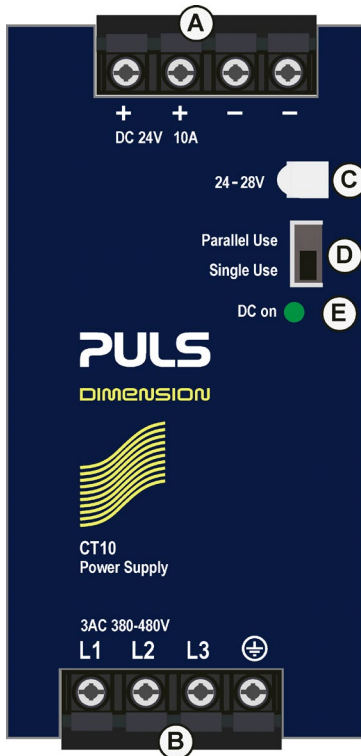 A
+ + − −
DC 24V 10A
24-28V C
Parallel Use
D
Single Use
DC on E
PULS
DIMENSION
CT10
Power Supply
3AC 380-480V
L1 L2 L3
B